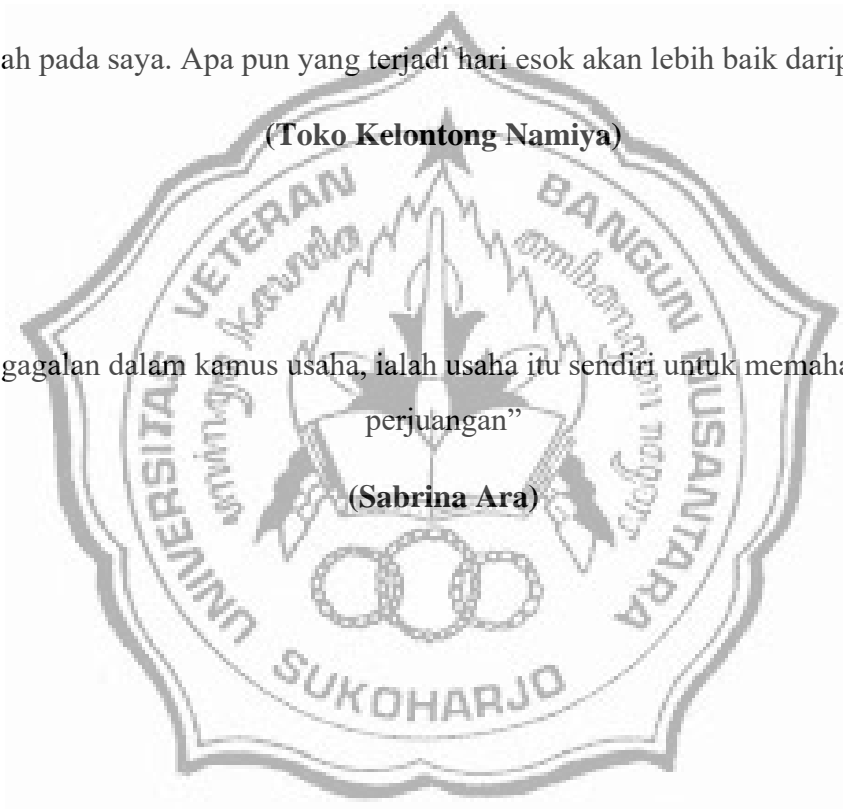 ah pada saya. Apa pun yang terjadi hari esok akan lebih baik darip
(Toko Kelontong Namiya)
gagalan dalam kamus usaha, ialah usaha itu sendiri untuk memaha
perjuangan”
(Sabrina Ara)
UNIVERSITAS VETERAN BANGUN NUSANTARA
SUKOHARJO